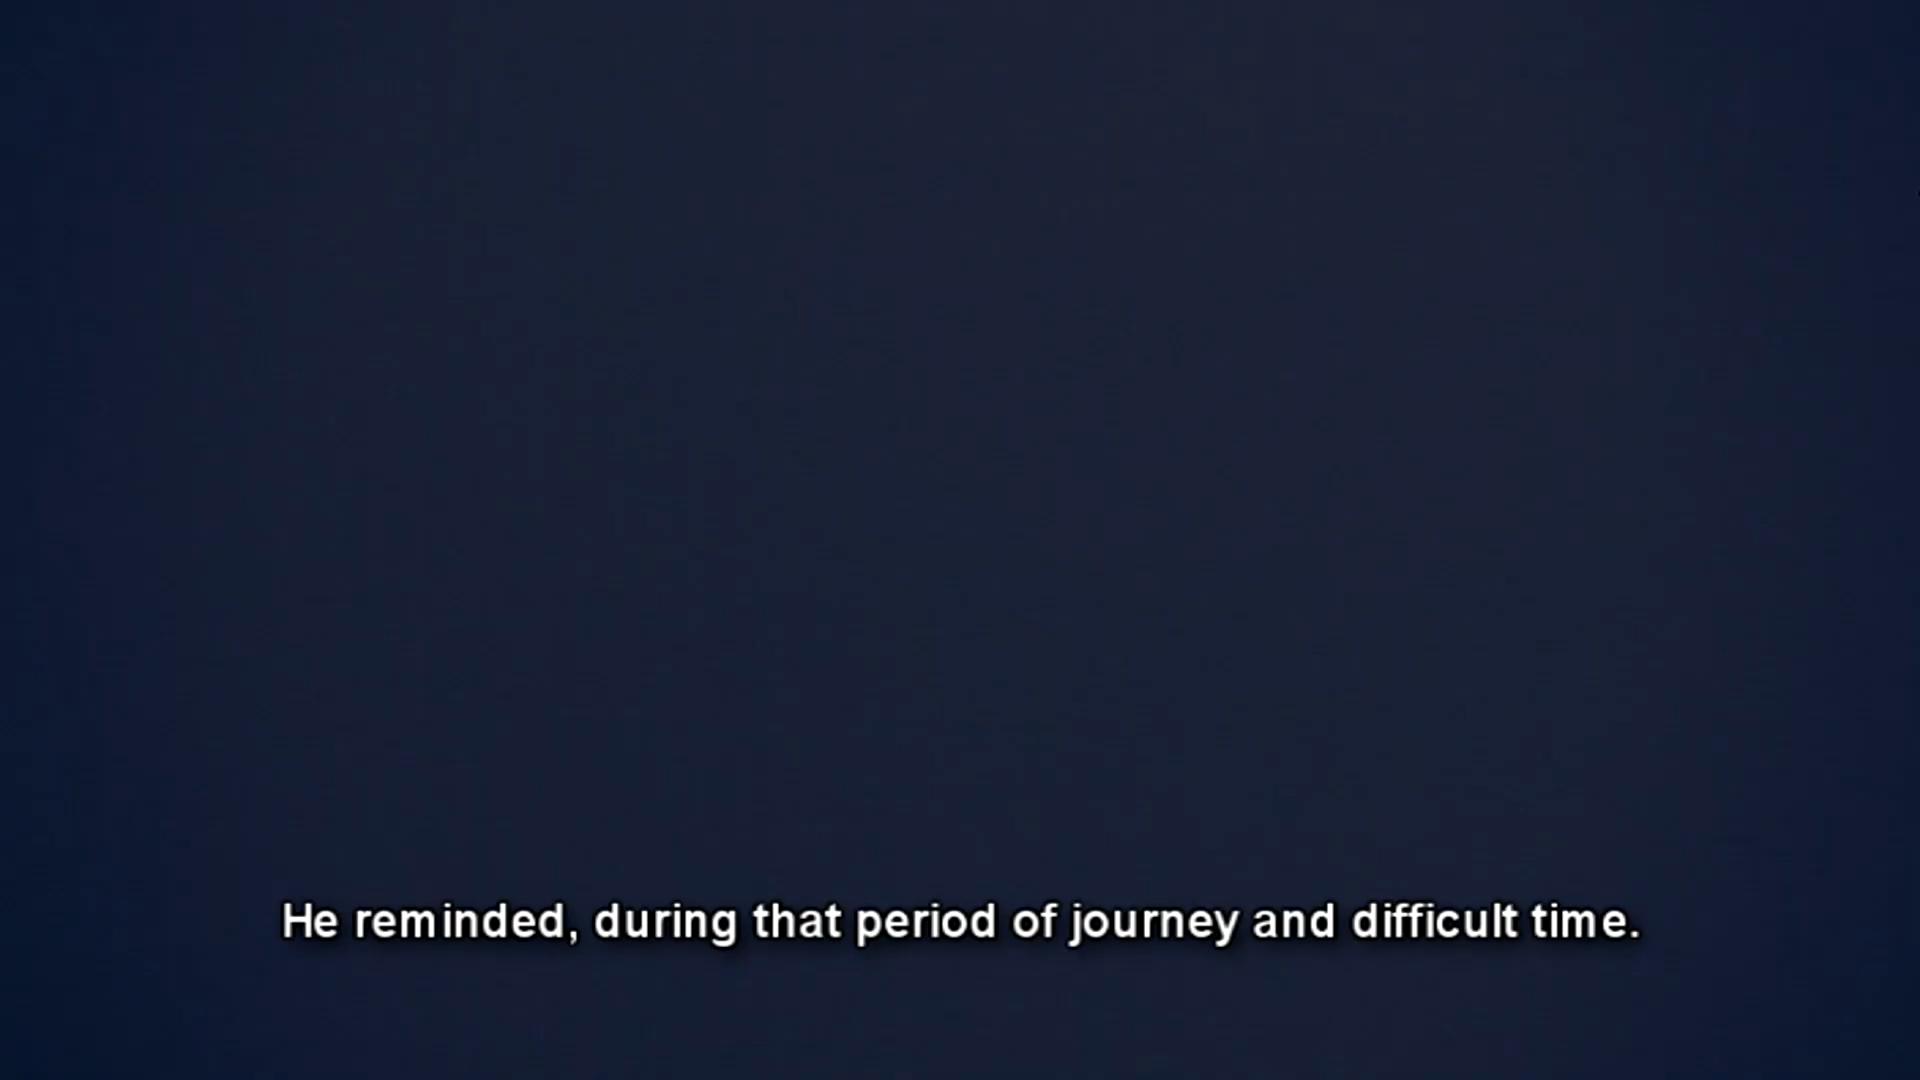 He reminded, during that period of journey and difficult time.